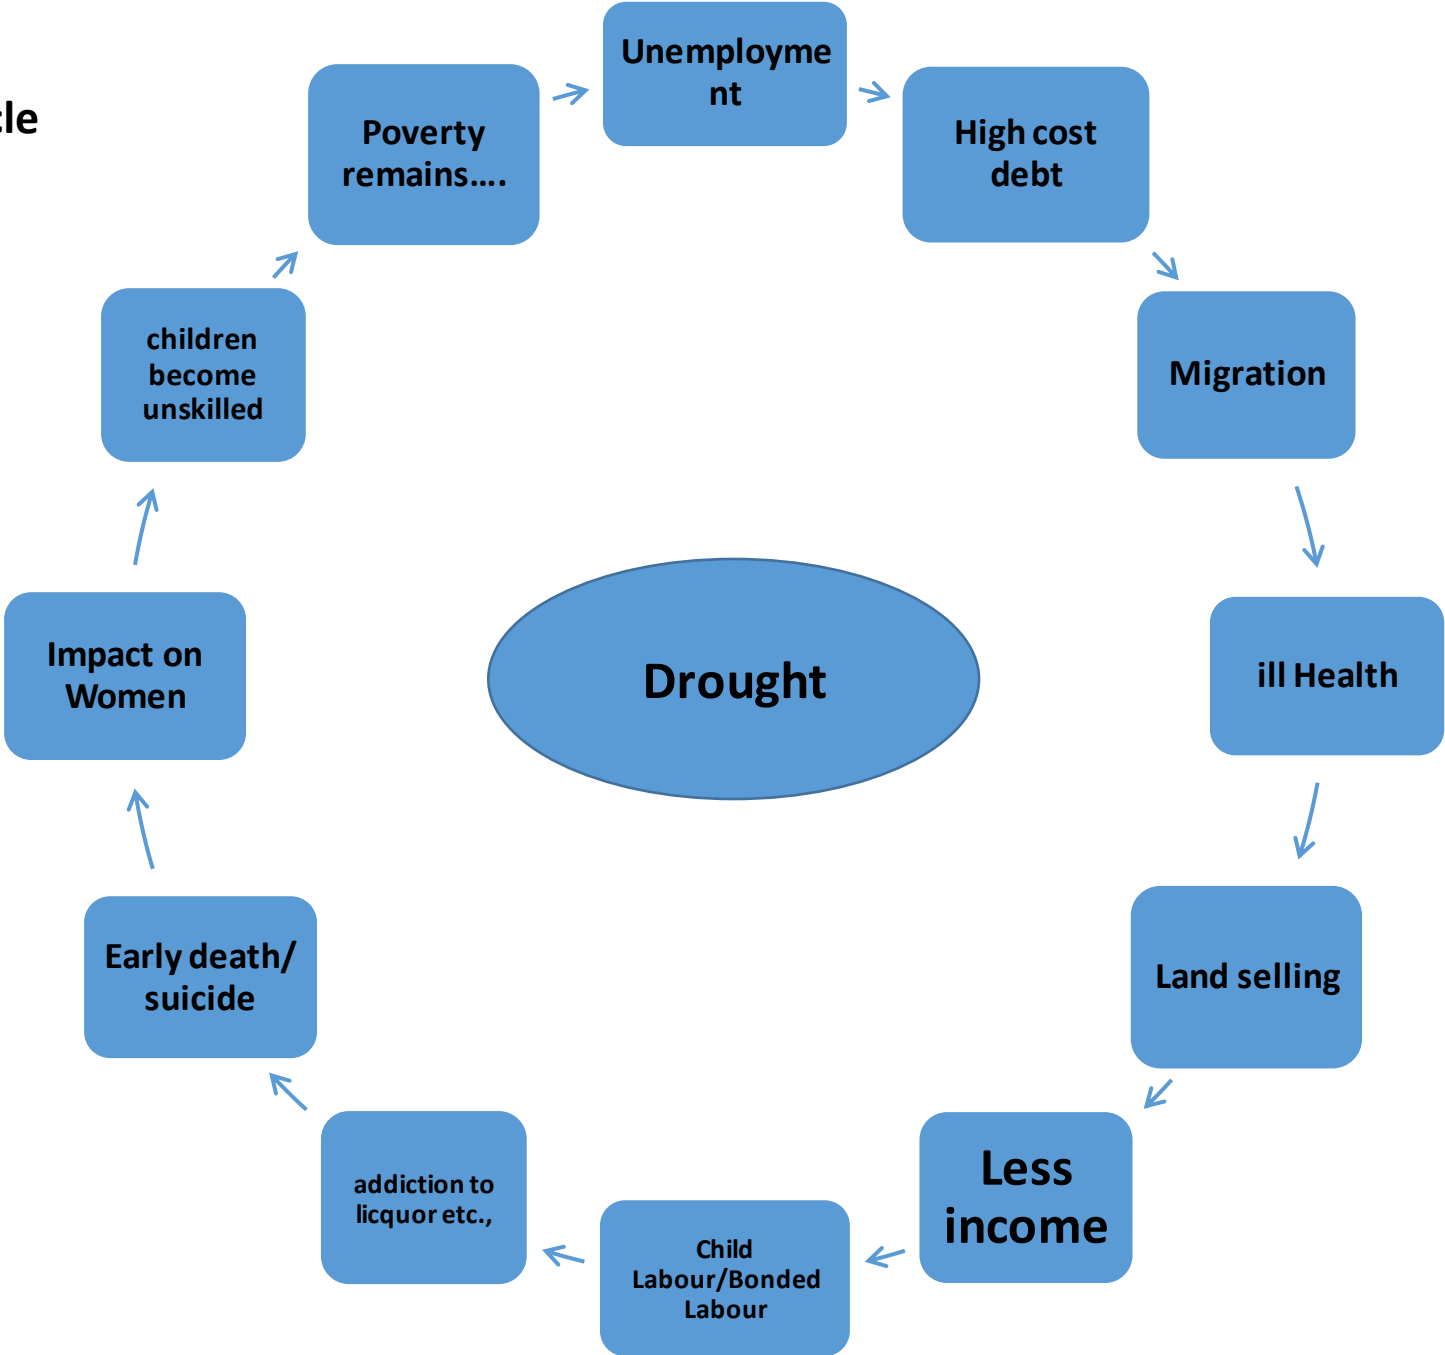 Unemployme
nt
High cost
debt
Migration
ill Health
Land selling
Less
income
Child
Labour/Bonded
Labour
addiction to
licquor etc.,
Early death/
suicide
Impact on
Women
children
become
unskilled
Poverty
remains....
Drought